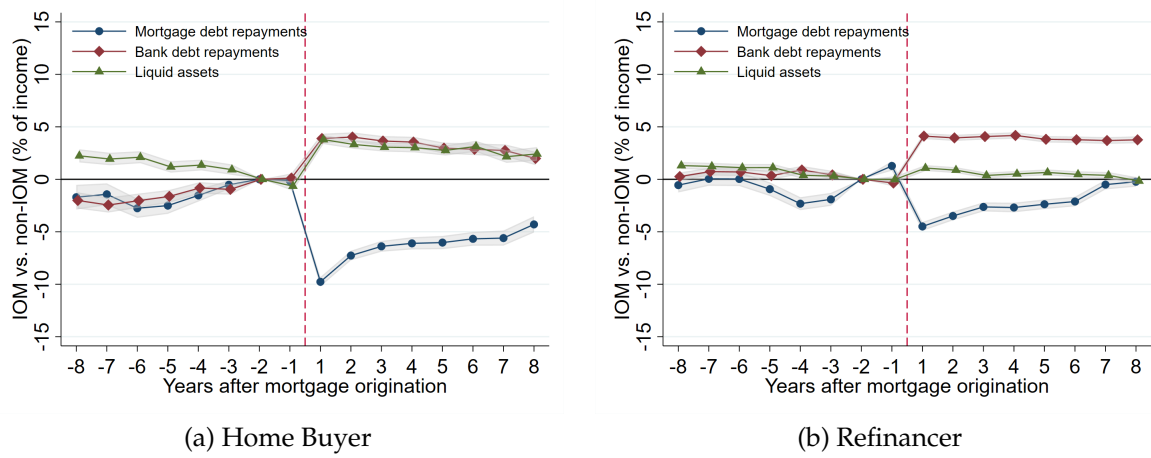 IOM vs. non-IOM (% of income)
15
10
5
0
-5
-10
-15
Mortgage debt repayments
Bank debt repayments
Liquid assets
-8 -7 -6 -5 -4 -3 -2 -1 1 2 3 4 5 6 7 8
Years after mortgage origination
(a) Home Buyer
IOM vs. non-IOM (% of income)
15
10
5
0
-5
-10
-15
Mortgage debt repayments
Bank debt repayments
Liquid assets
-8 -7 -6 -5 -4 -3 -2 -1 1 2 3 4 5 6 7 8
Years after mortgage origination
(b) Refinancer